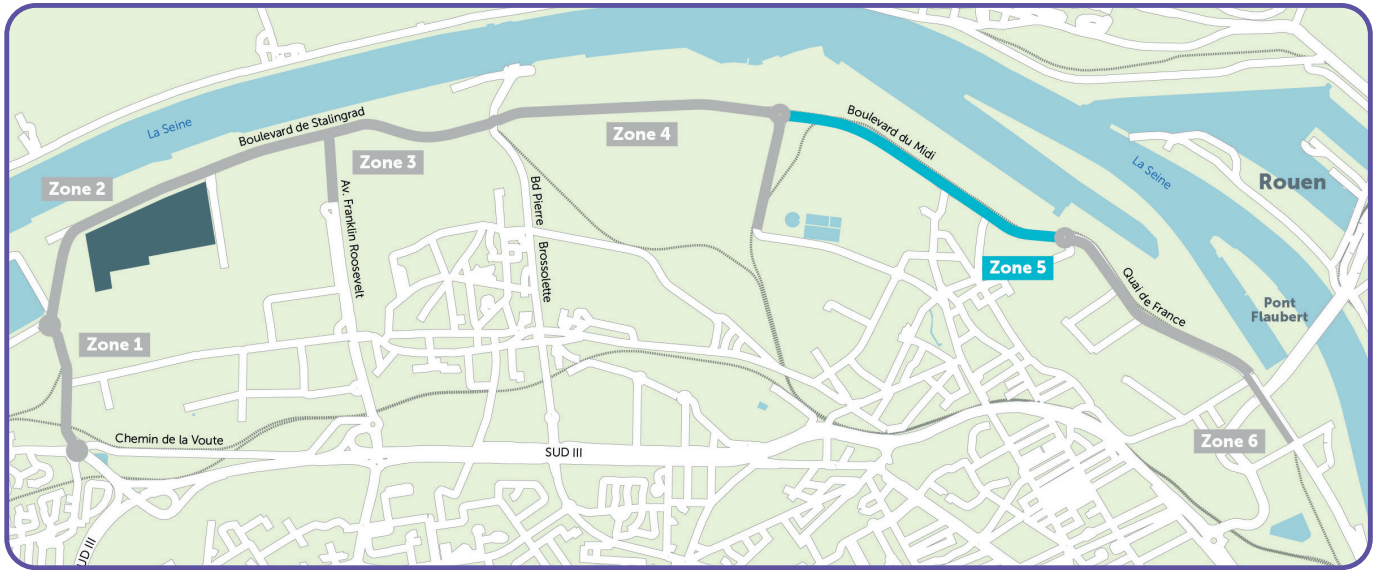 La Seine
Boulevard de Stalingrad
Zone 4
Boulevard du Midi
Zone 3
La Seine
Rouen
Zone 2
Av. Franklin Roosevelt
Bd Pierre
Brossolette
Zone 5
Quai de France
Pont
Flaubert
Zone 1
Chemin de la Voute
SUD III
Zone 6
UD III